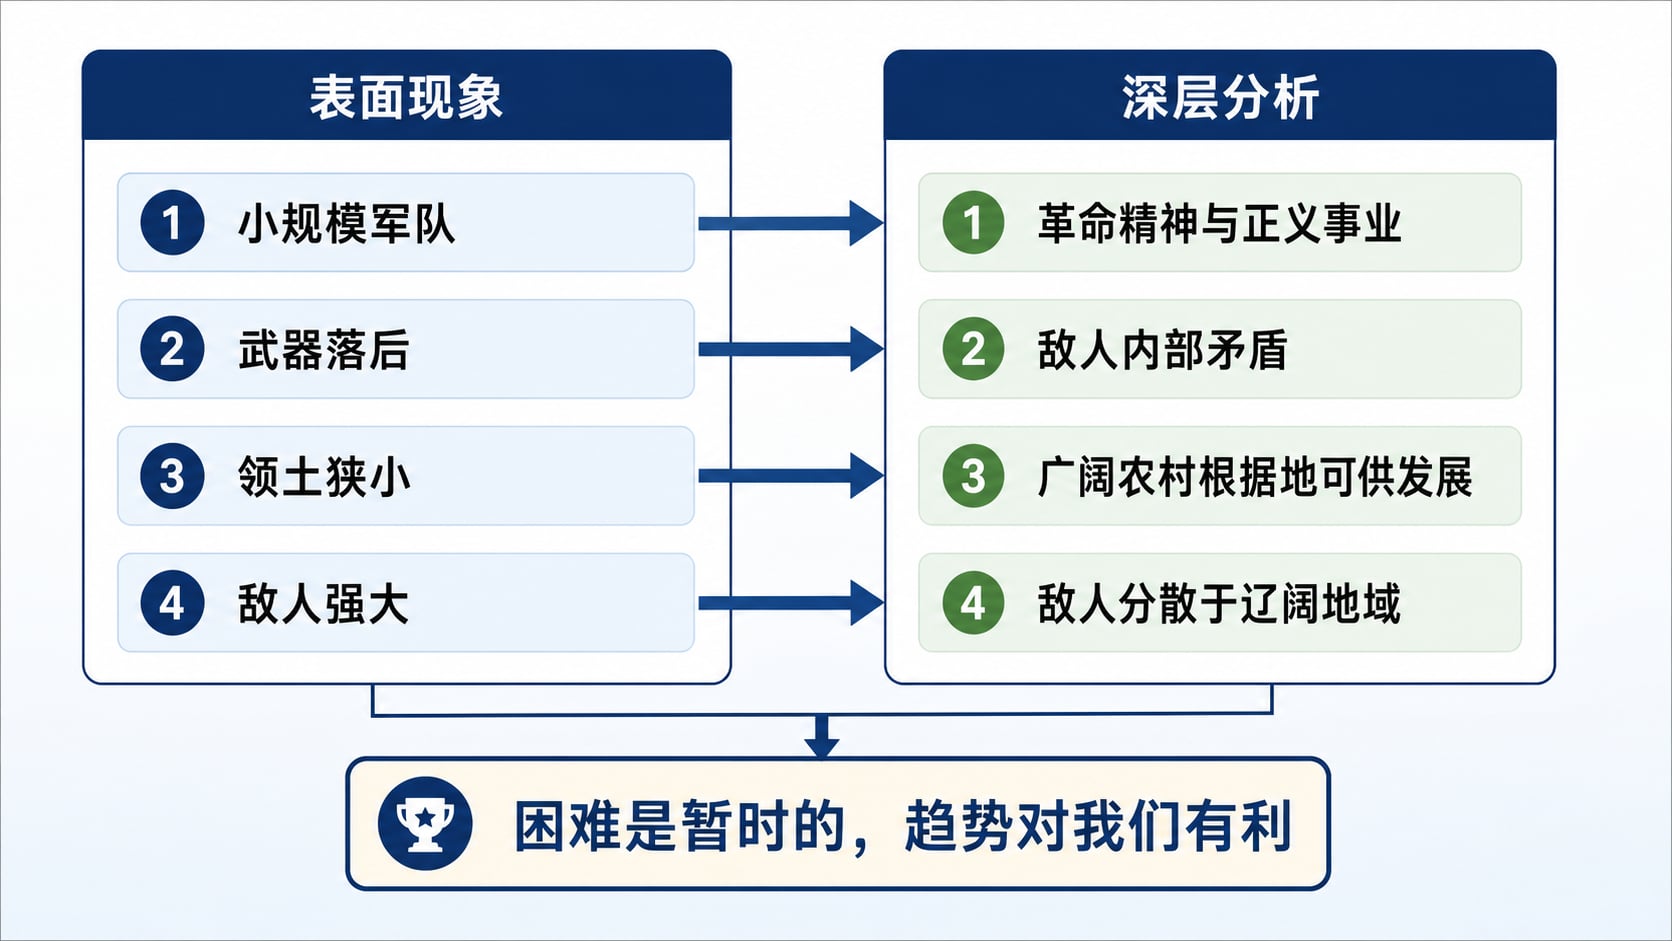 表面现象
1 小规模军队
2 武器落后
3 领土狭小
4 敌人强大
深层分析
1 革命精神与正义事业
2 敌人内部矛盾
3 广阔农村根据地可供发展
4 敌人分散于辽阔地域
困难是暂时的，趋势对我们有利